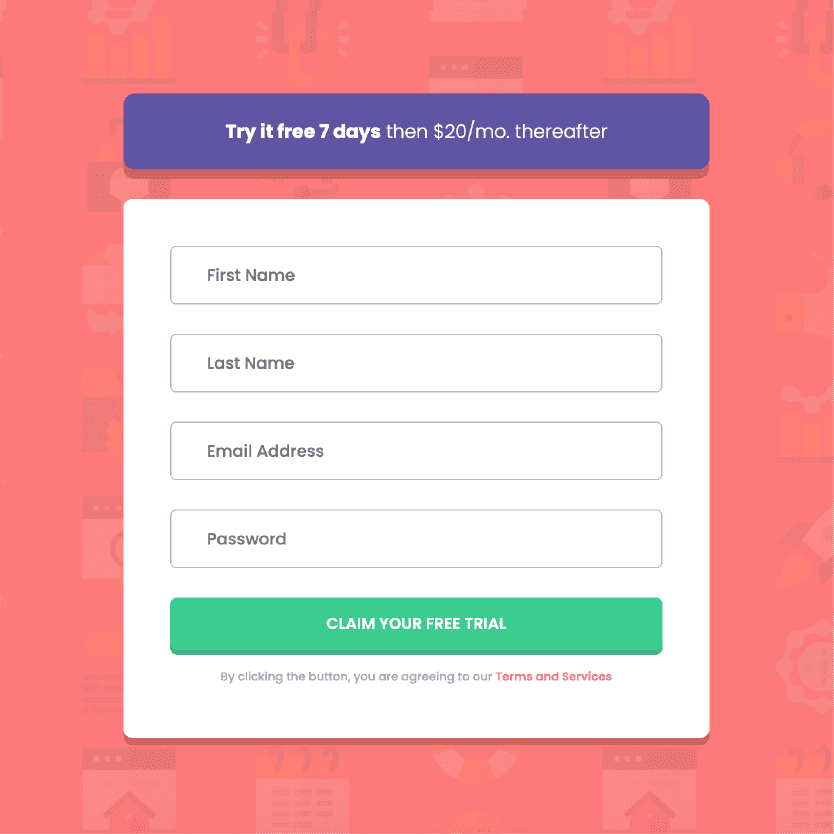 Try it free 7 days then $20/mo. thereafter
First Name
Last Name
Email Address
Password
CLAIM YOUR FREE TRIAL
By clicking the button, you are agreeing to our Terms and Services